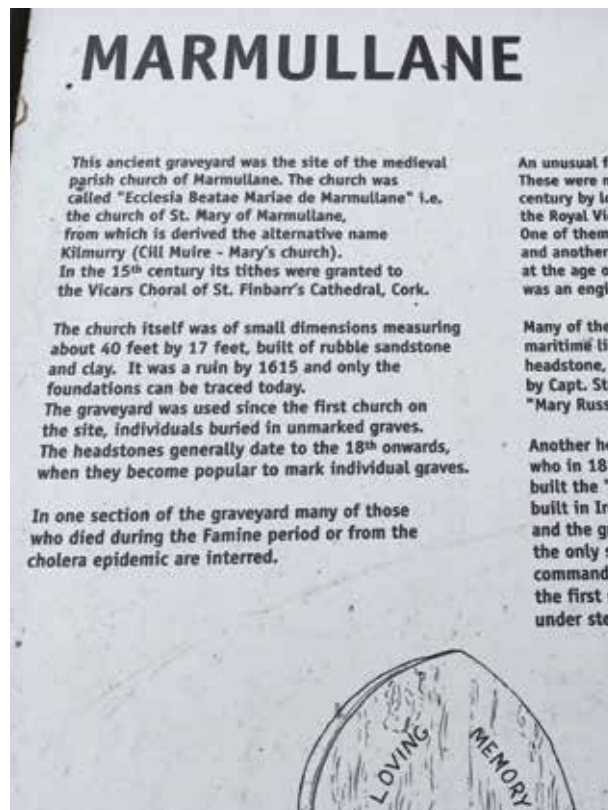 MARMULLANE
This ancient graveyard was the site of the medieval
parish church of Marmullane. The church was
called "Ecclesia Beatae Mariae de Marmullane" i.e.
the church of St. Mary of Marmullane,
from which is derived the alternative name
Kilmurry (Cill Muire - Mary's church).
In the 15th century its tithes were granted to
the Vicars Choral of St. Finbarr's Cathedral, Cork.
The church itself was of small dimensions measuring
about 40 feet by 17 feet, built of rubble sandstone
and clay. It was a ruin by 1615 and only the
foundations can be traced today.
The graveyard was used since the first church on
the site, individuals buried in unmarked graves.
The headstones generally date to the 18th onwards,
when they become popular to mark individual graves.
In one section of the graveyard many of those
who died during the Famine period or from the
cholera epidemic are interred.
An unusual
These were
century by
the Royal
One of them
and another
at the age
was an
Many of the
maritime
headstone,
by Capt.
"Mary
Another
who in 18
built the
built in
and the
the only
command
the first
under
LOVING MEMORY